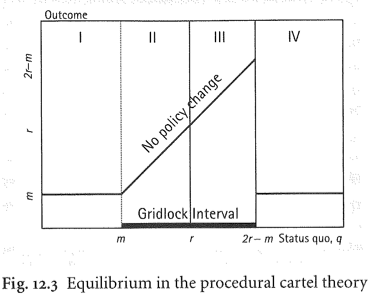 Outcome
I II III IV
2r–m
r
m
No policy change
Gridlock Interval
m r 2r–m Status quo, q
Fig. 12.3 Equilibrium in the procedural cartel theory